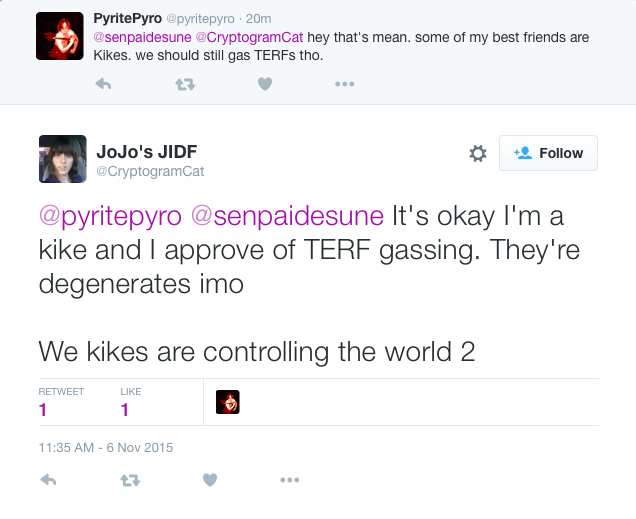 PyritePyro @pyritepyro · 20m
@senpaidesune @CryptogramCat hey that's mean. some of my best friends are
Kikes. we should still gas TERFs tho.
JoJo's JIDF
@CryptogramCat
Follow
@pyritepyro @senpaidesune It's okay I'm a
kike and I approve of TERF gassing. They're
degenerates imo
We kikes are controlling the world 2
RETWEET LIKE
1 1
11:35 AM - 6 Nov 2015